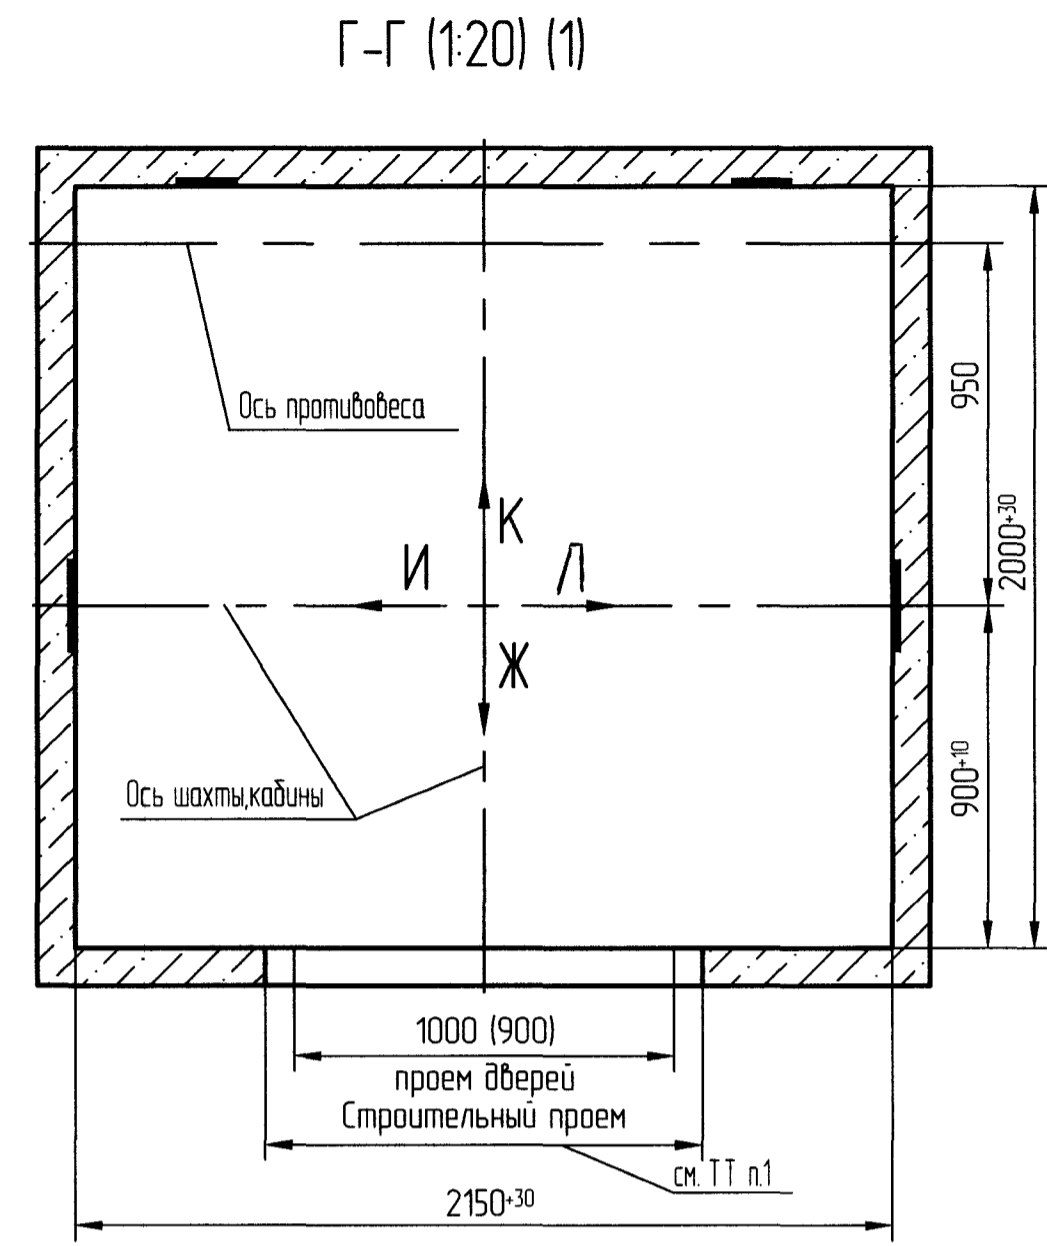 Г-Г (1:20) (1)
950
Ось противовеса
2000+30
К
И
Л
Ж
900+10
Ось шахты,кабины
1000 (900)
проем дверей
Строительный проем
см. ТТ п.1
2150+30